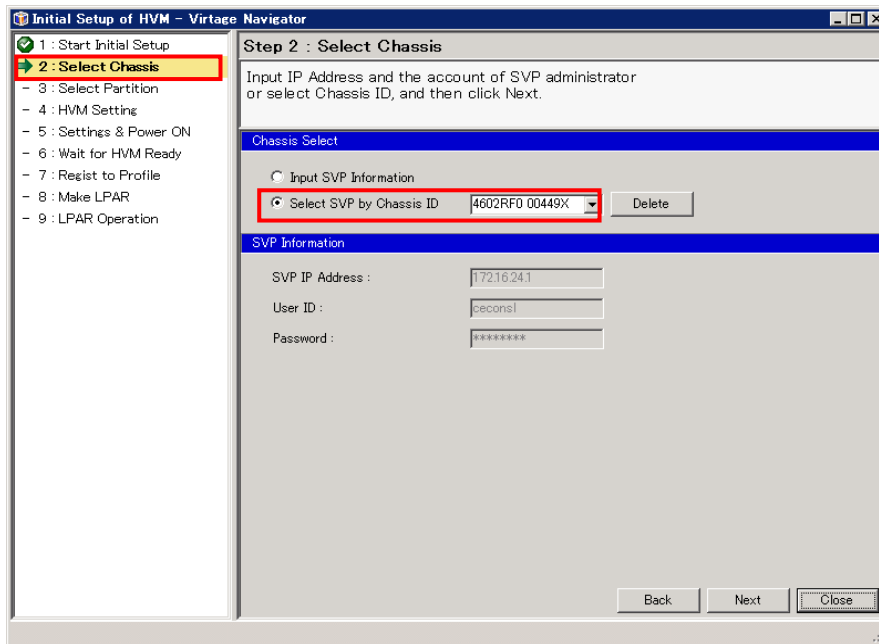 Initial Setup of HVM - Virtage Navigator
1 : Start Initial Setup
2 : Select Chassis
- 3 : Select Partition
- 4 : HVM Setting
- 5 : Settings & Power ON
- 6 : Wait for HVM Ready
- 7 : Regist to Profile
- 8 : Make LPAR
- 9 : LPAR Operation
Step 2 : Select Chassis
Input IP Address and the account of SVP administrator
or select Chassis ID, and then click Next.
Chassis Select
Input SVP Information
Select SVP by Chassis ID 4602RF0 00449X Delete
SVP Information
SVP IP Address : 172.16.24.1
User ID : ceconsl
Password : ********
Back Next Close